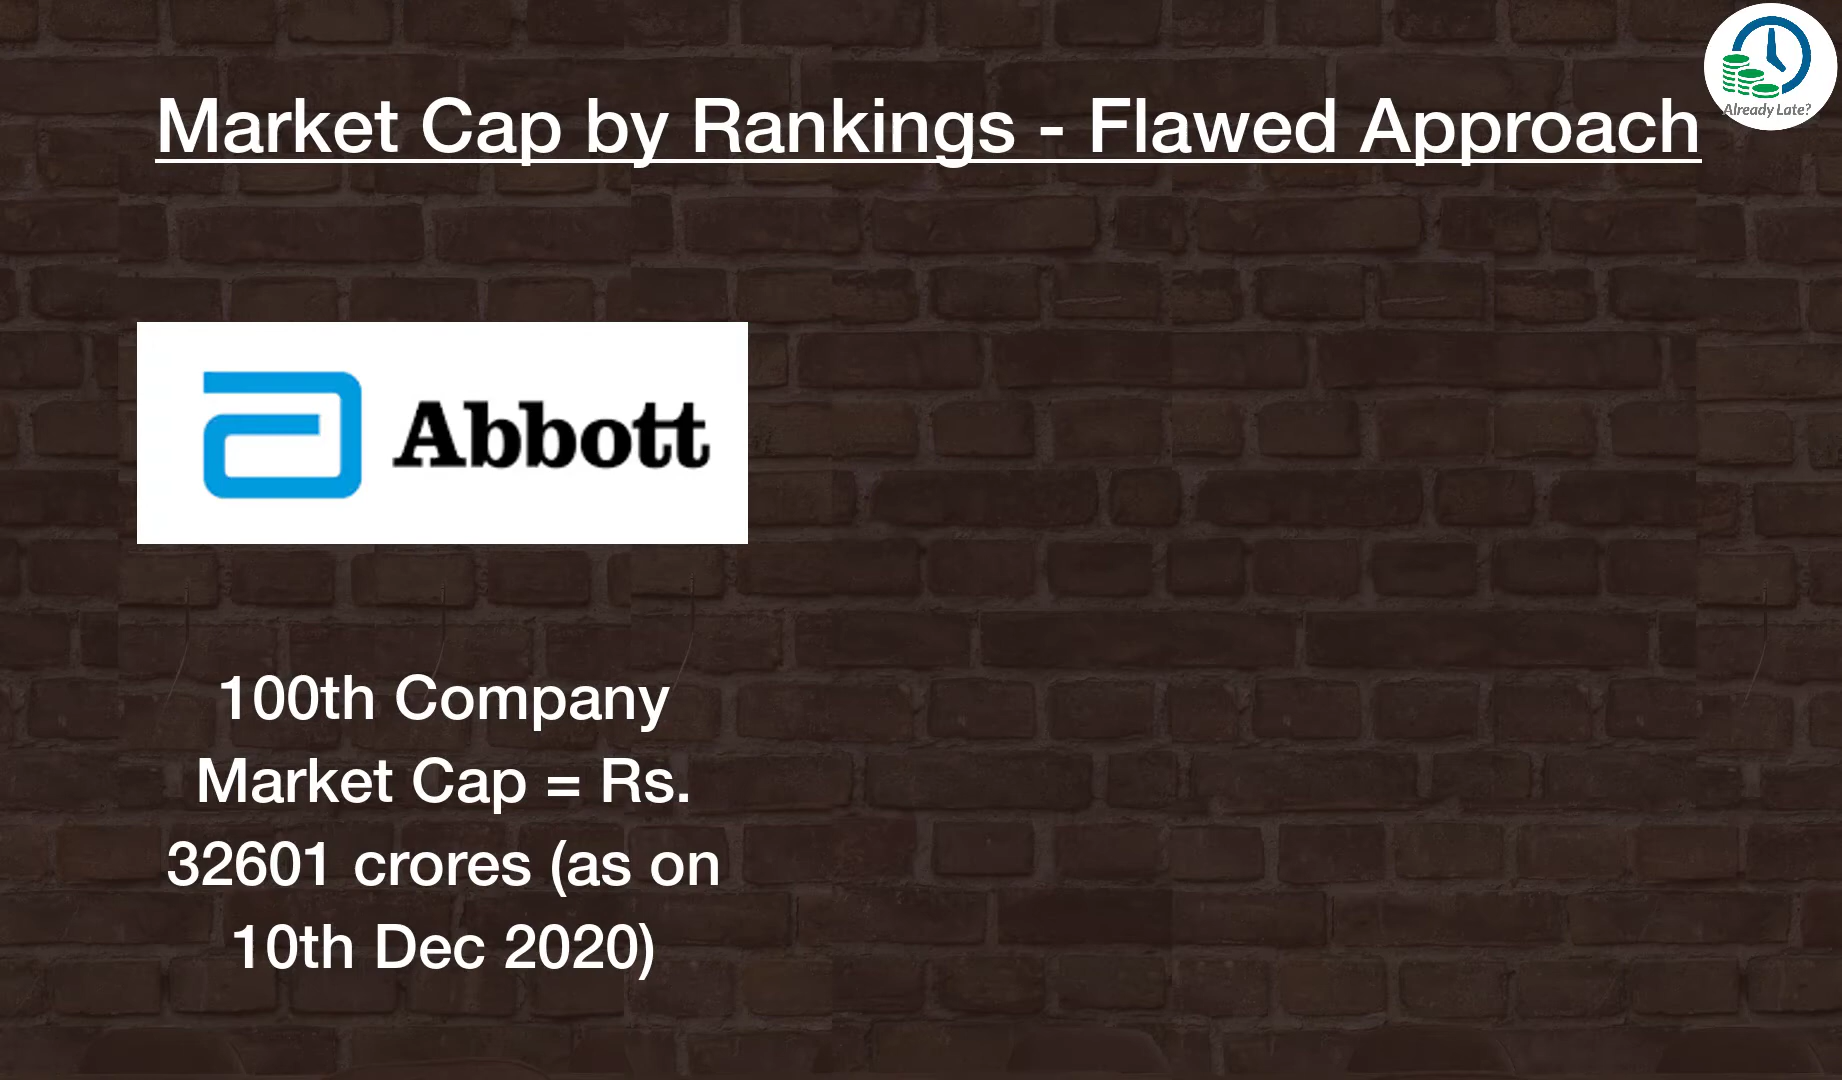 Already Late?
Market Cap by Rankings - Flawed Approach
Abbott
100th Company
Market Cap = Rs.
32601 crores (as on
10th Dec 2020)